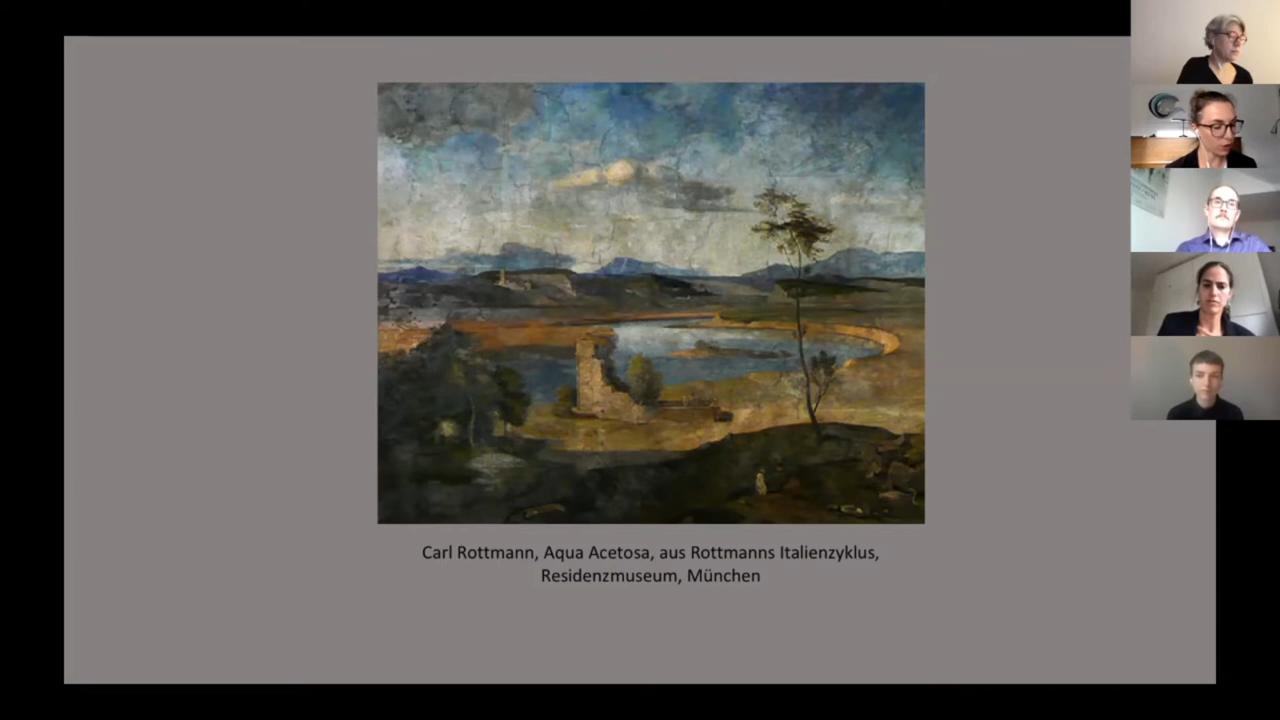 Carl Rottmann, Aqua Acetosa, aus Rottmanns Italienzyklus,
Residenzmuseum, München